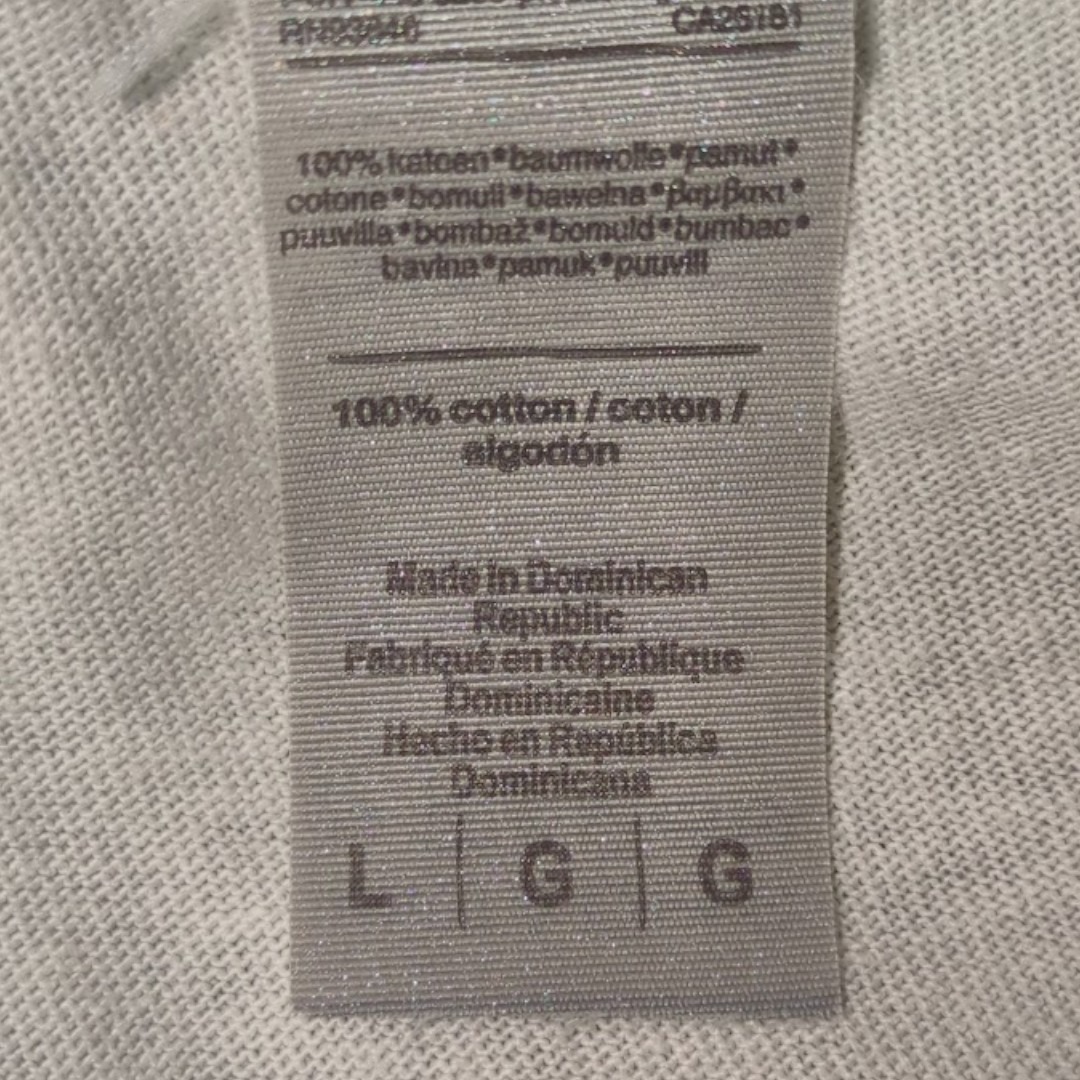 CA26181
100% katoen•baumwolle•pamut•
cotone•bomull•bawełna•βαμβακι•
puuvilla•bombaž•bomuld•bumbac•
bavlna•pamuk•puuvill
100% cotton / coton /
algodón
Made in Dominican
Republic
Fabriqué en République
Dominicaine
Hecho en República
Dominicana
L | G | G